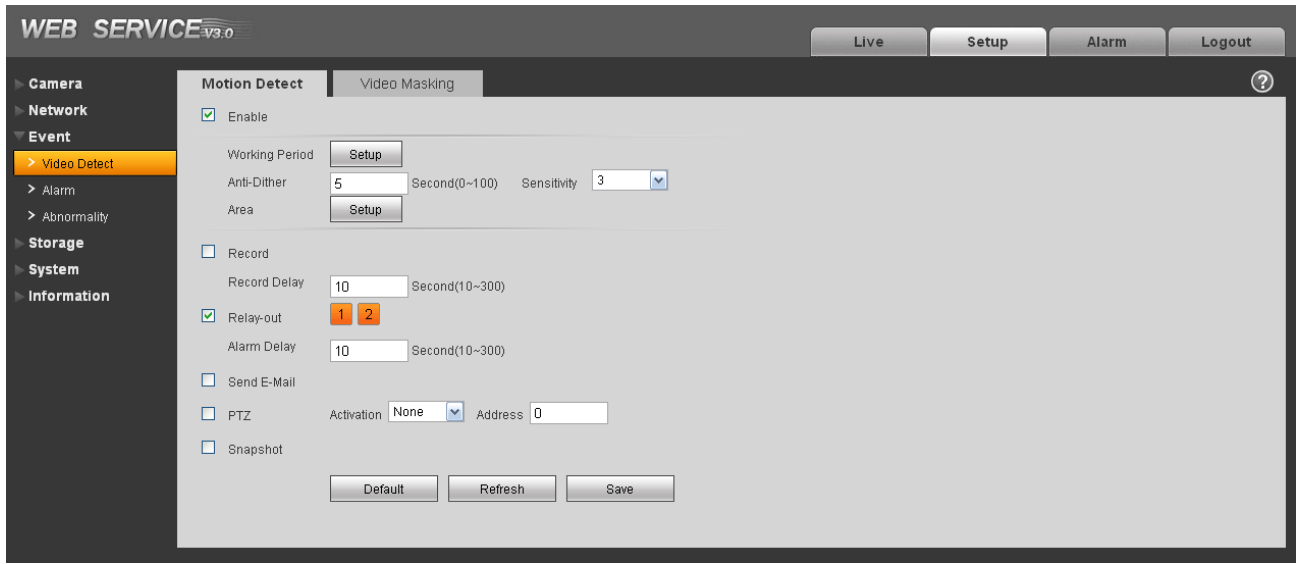 WEB SERVICE V3.0
Live Setup Alarm Logout
Camera
Network
Event
Video Detect
Alarm
Abnormality
Storage
System
Information
Motion Detect Video Masking ?
Enable
Working Period Setup
Anti-Dither 5 Second(0~100) Sensitivity 3
Area Setup
Record
Record Delay 10 Second(10~300)
Relay-out 1 2
Alarm Delay 10 Second(10~300)
Send E-Mail
PTZ Activation None Address 0
Snapshot
Default Refresh Save